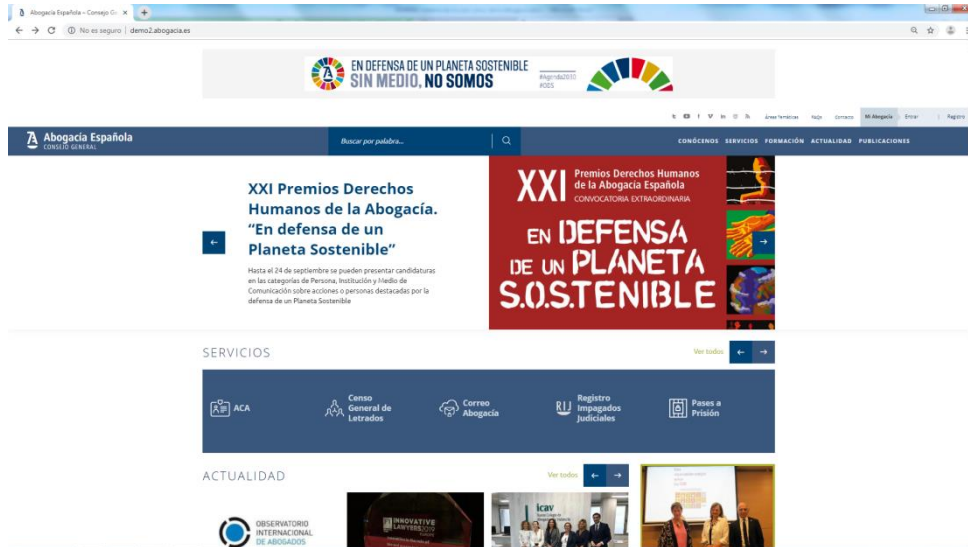 Abogacía Española – Consejo G
No es seguro | demo2.abogacia.es
EN DEFENSA DE UN PLANETA SOSTENIBLE
SIN MEDIO, NO SOMOS
#Agenda2030
#ODS
Áreas Temáticas FAQs Contacto Mi Abogacía Entrar | Registro
Abogacía Española
CONSEJO GENERAL
Buscar por palabra...
CONÓCENOS SERVICIOS FORMACIÓN ACTUALIDAD PUBLICACIONES
XXI Premios Derechos
Humanos de la Abogacía.
“En defensa de un
Planeta Sostenible”
Hasta el 24 de septiembre se pueden presentar candidaturas
en las categorías de Persona, Institución y Medio de
Comunicación sobre acciones o personas destacadas por la
defensa de un Planeta Sostenible
XXI Premios Derechos Humanos
de la Abogacía Española
CONVOCATORIA EXTRAORDINARIA
EN DEFENSA
DE UN PLANETA
S.O.S.TENIBLE
SERVICIOS
Ver todos
ACA
Censo
General de
Letrados
Correo
Abogacía
RIJ
Registro
Impagados
Judiciales
Pases a
Prisión
ACTUALIDAD
Ver todos
OBSERVATORIO
INTERNACIONAL
DE ABOGADOS
INNOVATIVE
LAWYERS2019
icav